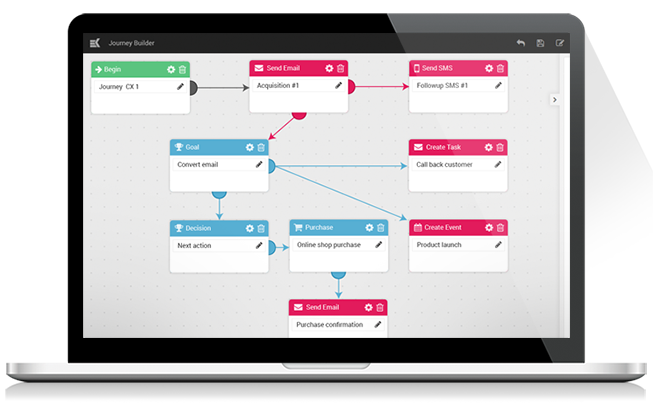 Journey Builder
Begin
Journey CX 1
Send Email
Acquisition #1
Send SMS
Followup SMS #1
Goal
Convert email
Create Task
Call back customer
Decision
Next action
Purchase
Online shop purchase
Create Event
Product launch
Send Email
Purchase confirmation